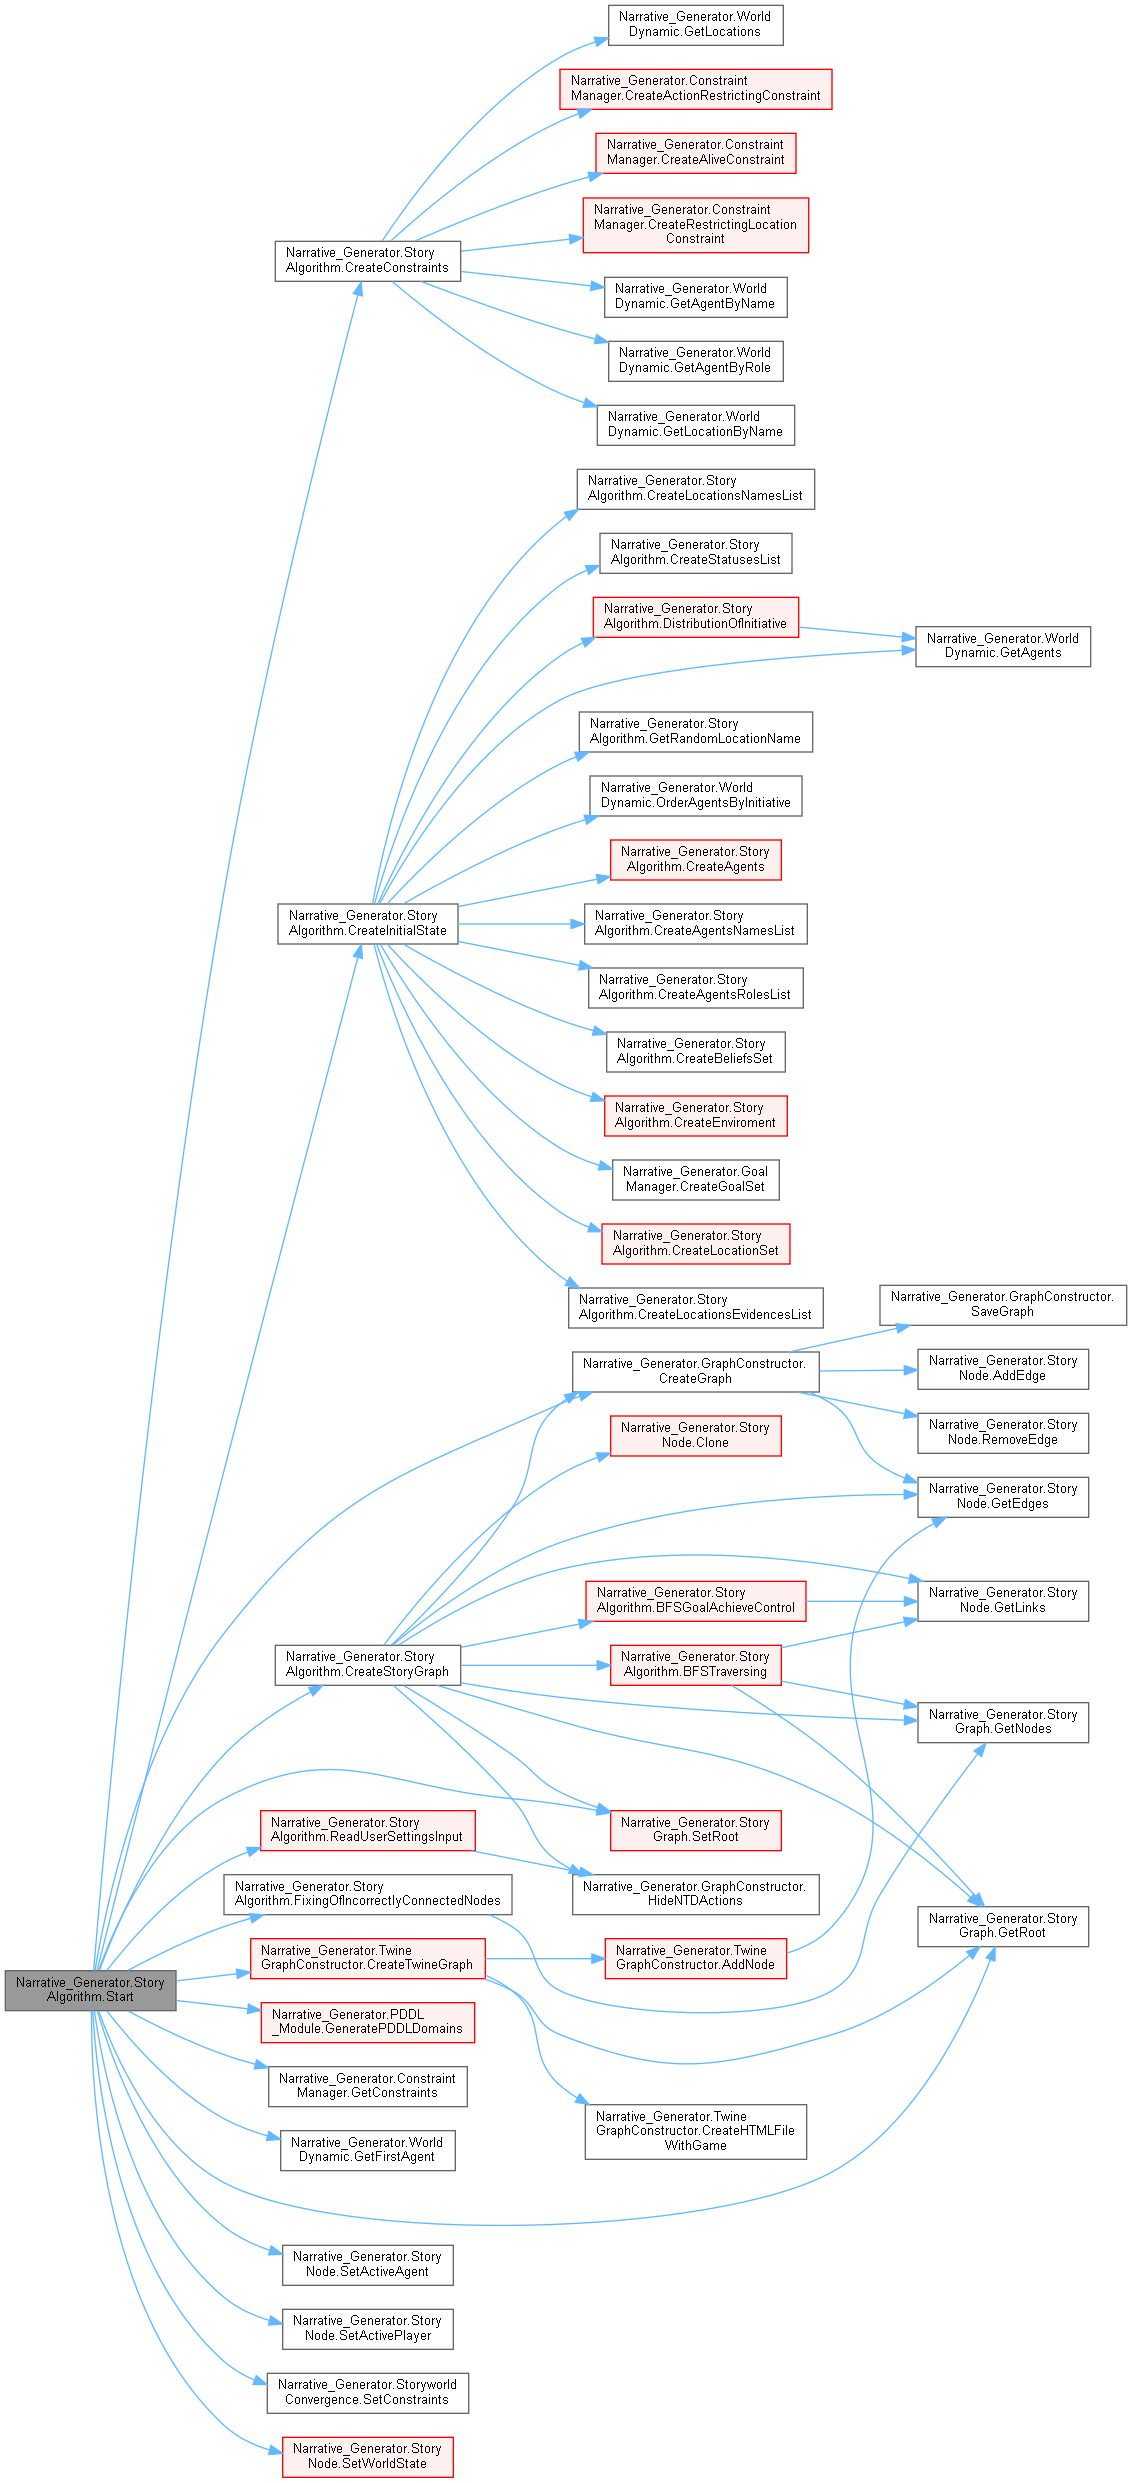 Narrative_Generator.World
Dynamic.GetLocations
Narrative_Generator.Constraint
Manager.CreateActionRestrictingConstraint
Narrative_Generator.Constraint
Manager.CreateAliveConstraint
Narrative_Generator.Constraint
Manager.CreateRestrictingLocation
Constraint
Narrative_Generator.Story
Algorithm.CreateConstraints
Narrative_Generator.World
Dynamic.GetAgentByName
Narrative_Generator.World
Dynamic.GetAgentByRole
Narrative_Generator.World
Dynamic.GetLocationByName
Narrative_Generator.Story
Algorithm.CreateLocationsNamesList
Narrative_Generator.Story
Algorithm.CreateStatusesList
Narrative_Generator.Story
Algorithm.DistributionOfInitiative
Narrative_Generator.World
Dynamic.GetAgents
Narrative_Generator.Story
Algorithm.GetRandomLocationName
Narrative_Generator.World
Dynamic.OrderAgentsByInitiative
Narrative_Generator.Story
Algorithm.CreateAgents
Narrative_Generator.Story
Algorithm.CreateInitialState
Narrative_Generator.Story
Algorithm.CreateAgentsNamesList
Narrative_Generator.Story
Algorithm.CreateAgentsRolesList
Narrative_Generator.Story
Algorithm.CreateBeliefsSet
Narrative_Generator.Story
Algorithm.CreateEnviroment
Narrative_Generator.Goal
Manager.CreateGoalSet
Narrative_Generator.Story
Algorithm.CreateLocationSet
Narrative_Generator.Story
Algorithm.CreateLocationsEvidencesList
Narrative_Generator.GraphConstructor.
SaveGraph
Narrative_Generator.GraphConstructor.
CreateGraph
Narrative_Generator.Story
Node.AddEdge
Narrative_Generator.Story
Node.Clone
Narrative_Generator.Story
Node.RemoveEdge
Narrative_Generator.Story
Node.GetEdges
Narrative_Generator.Story
Algorithm.BFSGoalAchieveControl
Narrative_Generator.Story
Node.GetLinks
Narrative_Generator.Story
Algorithm.CreateStoryGraph
Narrative_Generator.Story
Algorithm.BFSTraversing
Narrative_Generator.Story
Graph.GetNodes
Narrative_Generator.Story
Algorithm.ReadUserSettingsInput
Narrative_Generator.Story
Graph.SetRoot
Narrative_Generator.Story
Algorithm.FixingOfIncorrectlyConnectedNodes
Narrative_Generator.GraphConstructor.
HideNTDActions
Narrative_Generator.Story
Graph.GetRoot
Narrative_Generator.Twine
GraphConstructor.CreateTwineGraph
Narrative_Generator.Twine
GraphConstructor.AddNode
Narrative_Generator.Story
Algorithm.Start
Narrative_Generator.PDDL
_Module.GeneratePDDLDomains
Narrative_Generator.Constraint
Manager.GetConstraints
Narrative_Generator.Twine
GraphConstructor.CreateHTMLFile
WithGame
Narrative_Generator.World
Dynamic.GetFirstAgent
Narrative_Generator.Story
Node.SetActiveAgent
Narrative_Generator.Story
Node.SetActivePlayer
Narrative_Generator.Storyworld
Convergence.SetConstraints
Narrative_Generator.Story
Node.SetWorldState